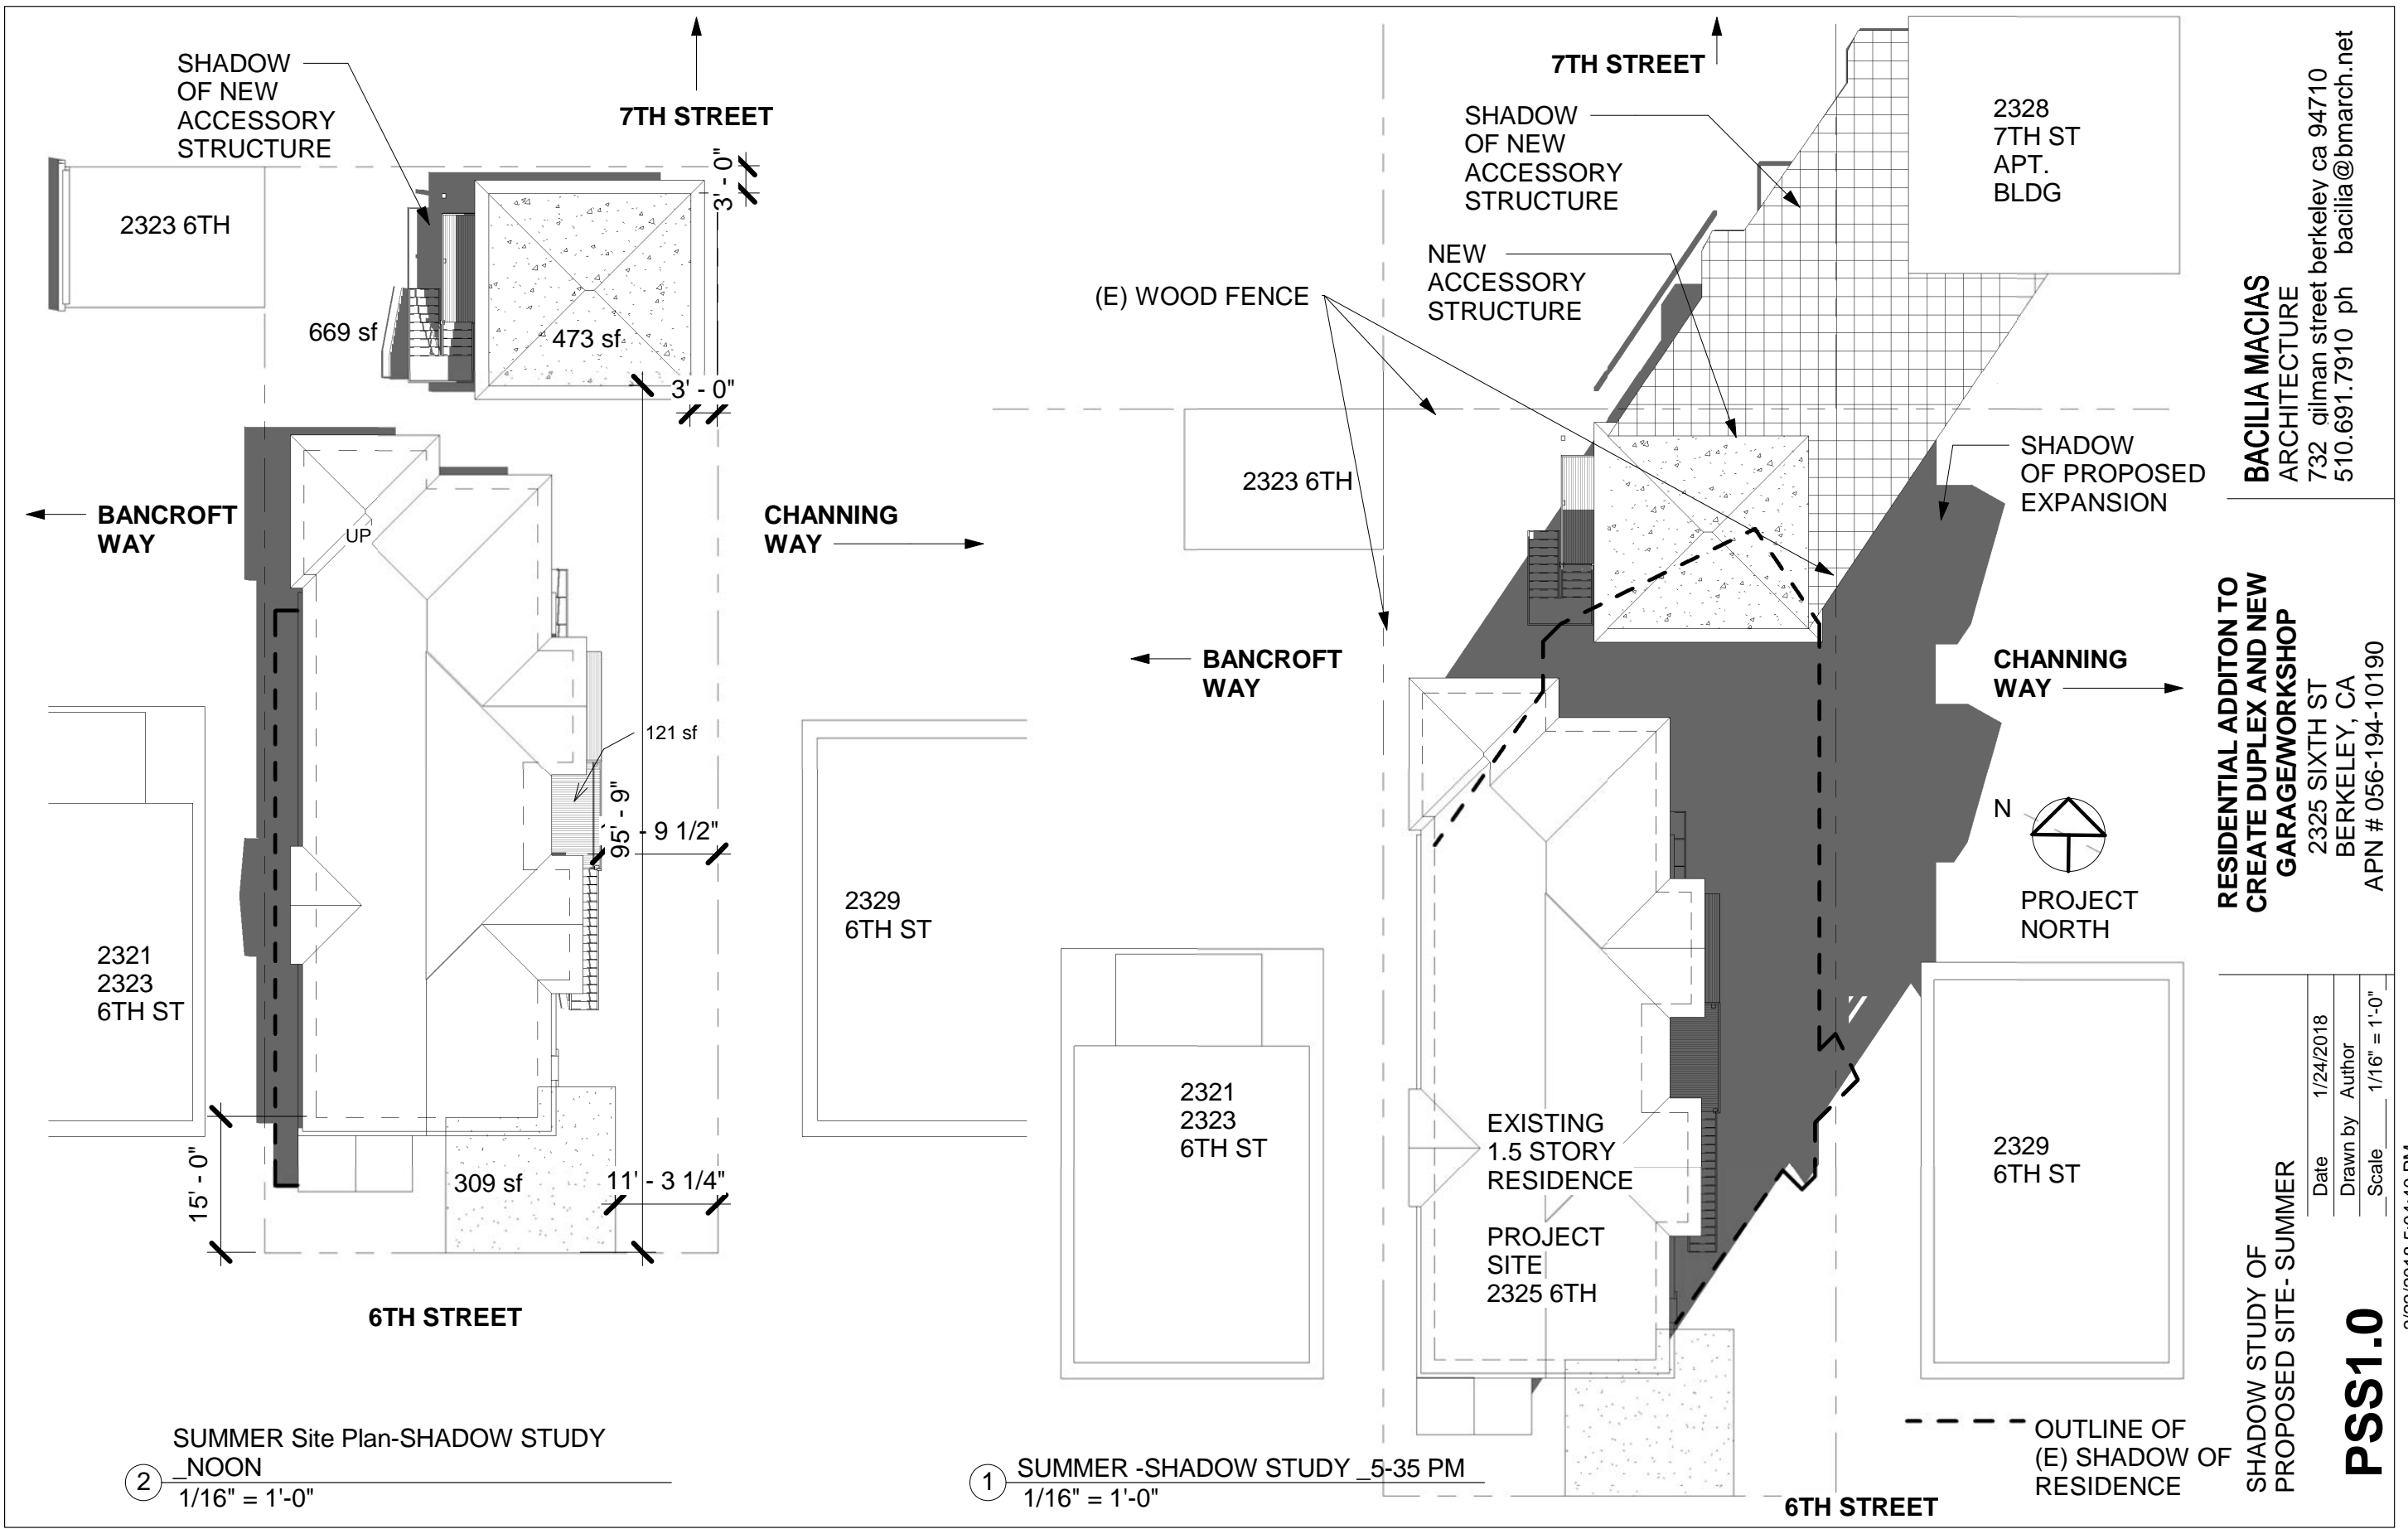 SHADOW
OF NEW
ACCESSORY
STRUCTURE
7TH STREET
3' - 0"
2323 6TH
669 sf
473 sf
3' - 0"
BANCROFT
WAY
UP
CHANNING
WAY
121 sf
95' - 9"
- 9 1/2"
2321
2323
6TH ST
2329
6TH ST
15' - 0"
309 sf
11' - 3 1/4"
6TH STREET
2
SUMMER Site Plan-SHADOW STUDY
_NOON
1/16" = 1'-0"
7TH STREET
SHADOW
OF NEW
ACCESSORY
STRUCTURE
2328
7TH ST
APT.
BLDG
NEW
ACCESSORY
STRUCTURE
(E) WOOD FENCE
2323 6TH
SHADOW
OF PROPOSED
EXPANSION
BANCROFT
WAY
CHANNING
WAY
N
PROJECT
NORTH
2321
2323
6TH ST
EXISTING
1.5 STORY
RESIDENCE
PROJECT
SITE
2325 6TH
2329
6TH ST
1
SUMMER -SHADOW STUDY _5-35 PM
1/16" = 1'-0"
6TH STREET
OUTLINE OF
(E) SHADOW OF
RESIDENCE
BACILIA MACIAS
ARCHITECTURE
732 gilman street berkeley ca 94710
510.691.7910 ph bacilia@bmarch.net
RESIDENTIAL ADDITON TO
CREATE DUPLEX AND NEW
GARAGE/WORKSHOP
2325 SIXTH ST
BERKELEY, CA
APN # 056-194-10190
SHADOW STUDY OF
PROPOSED SITE- SUMMER
Date 1/24/2018
Drawn by Author
Scale 1/16" = 1'-0"
PSS1.0